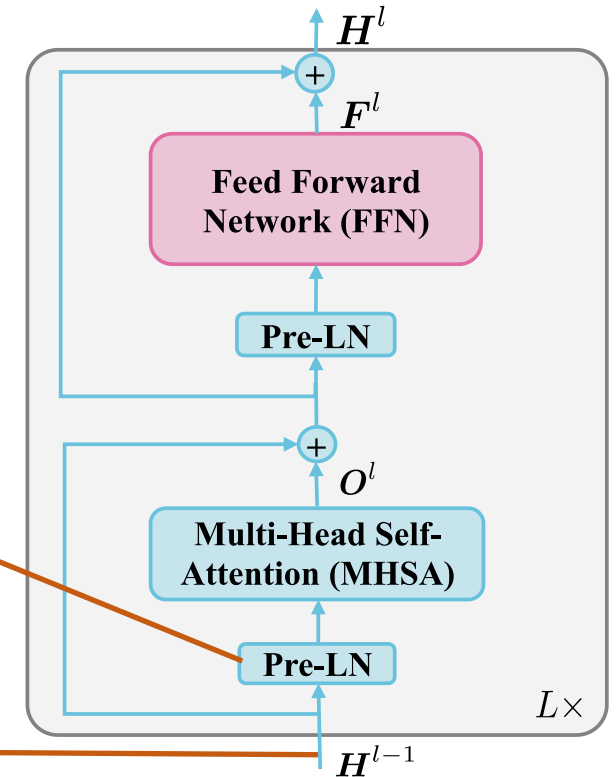 H^l
+
F^l
Feed Forward
Network (FFN)
Pre-LN
+
O^l
Multi-Head Self-
Attention (MHSA)
Pre-LN
L×
H^{l-1}